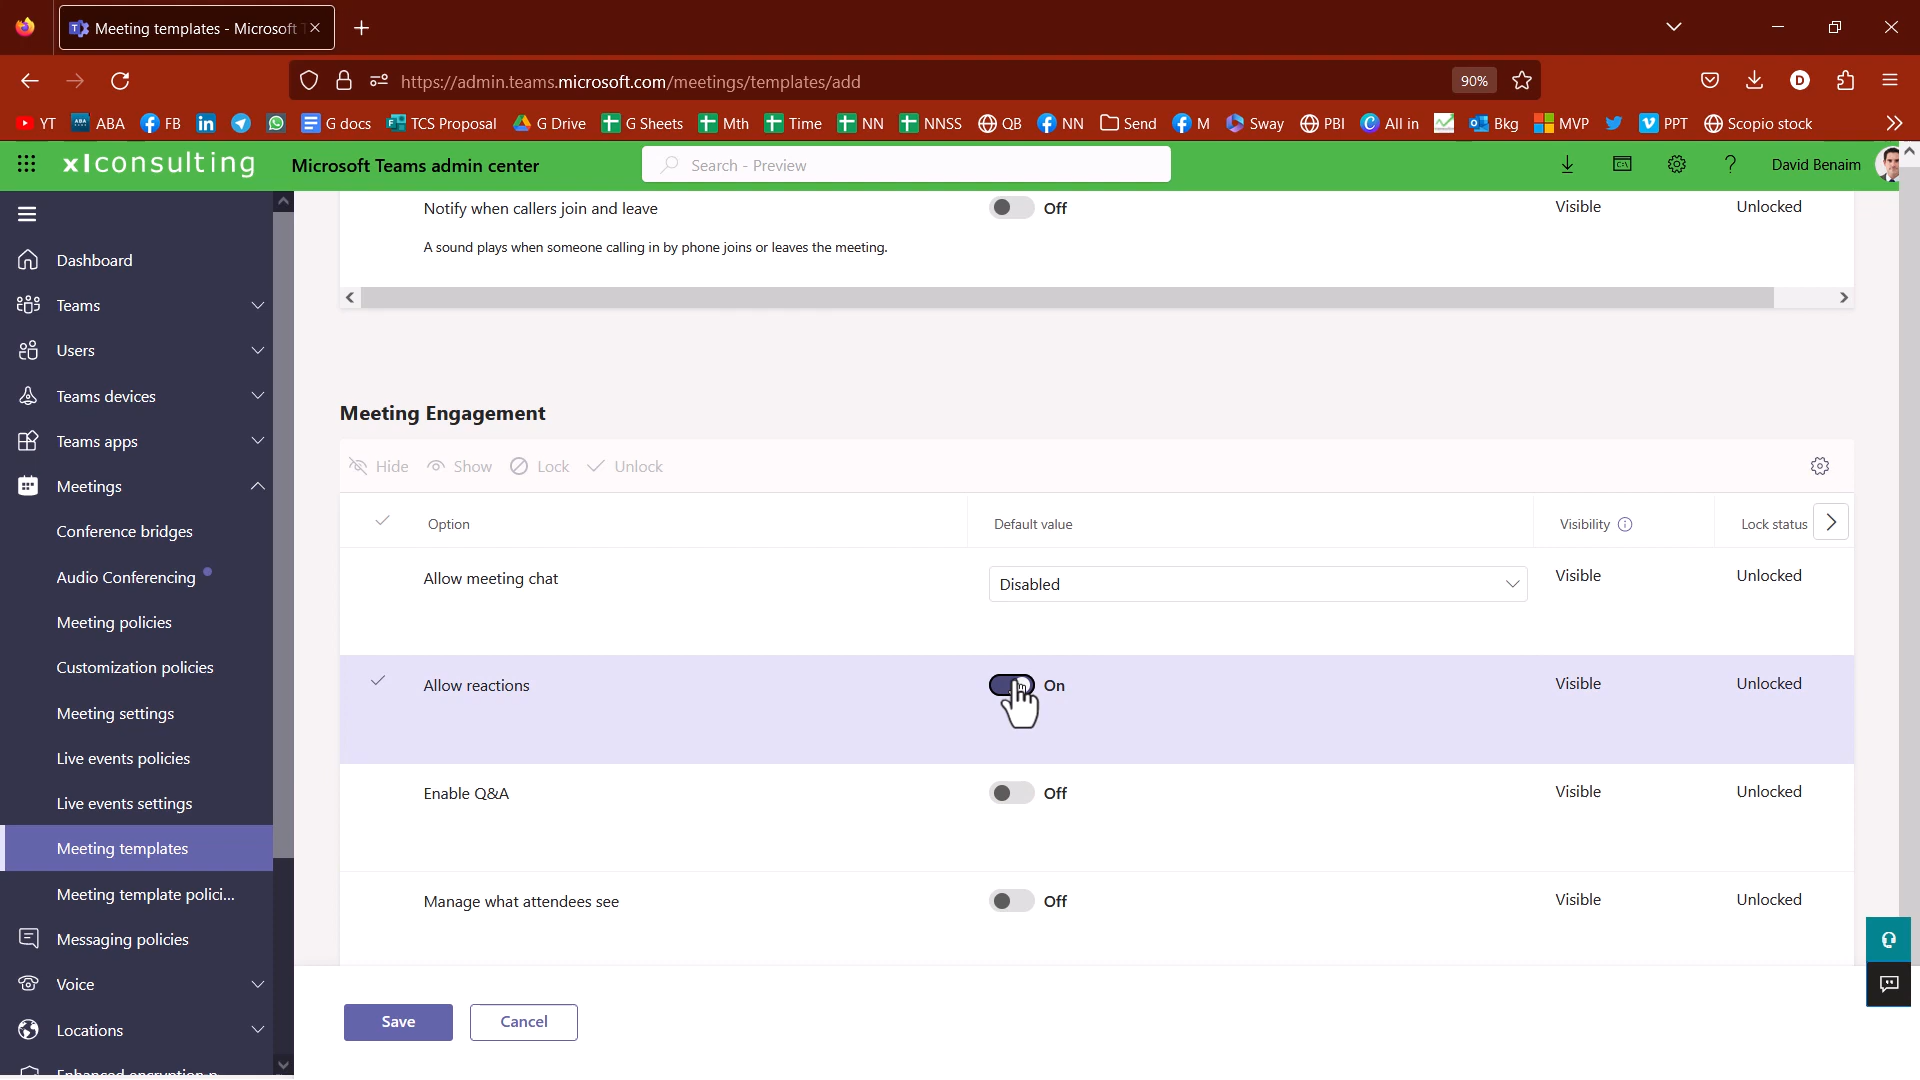 Meeting templates - Microsoft T
https://admin.teams.microsoft.com/meetings/templates/add
90%
YT ABA FB G docs TCS Proposal G Drive G Sheets Mth Time NN NNSS QB NN Send M Sway PBI All in Bkg MVP PPT Scopio stock
xlconsulting Microsoft Teams admin center Search - Preview David Benaim
Dashboard
Teams
Users
Teams devices
Teams apps
Meetings
Conference bridges
Audio Conferencing
Meeting policies
Customization policies
Meeting settings
Live events policies
Live events settings
Meeting templates
Meeting template polici...
Messaging policies
Voice
Locations
Notify when callers join and leave Off Visible Unlocked
A sound plays when someone calling in by phone joins or leaves the meeting.
Meeting Engagement
Hide Show Lock Unlock
Option Default value Visibility Lock status
Allow meeting chat Disabled Visible Unlocked
Allow reactions On Visible Unlocked
Enable Q&A Off Visible Unlocked
Manage what attendees see Off Visible Unlocked
Save Cancel